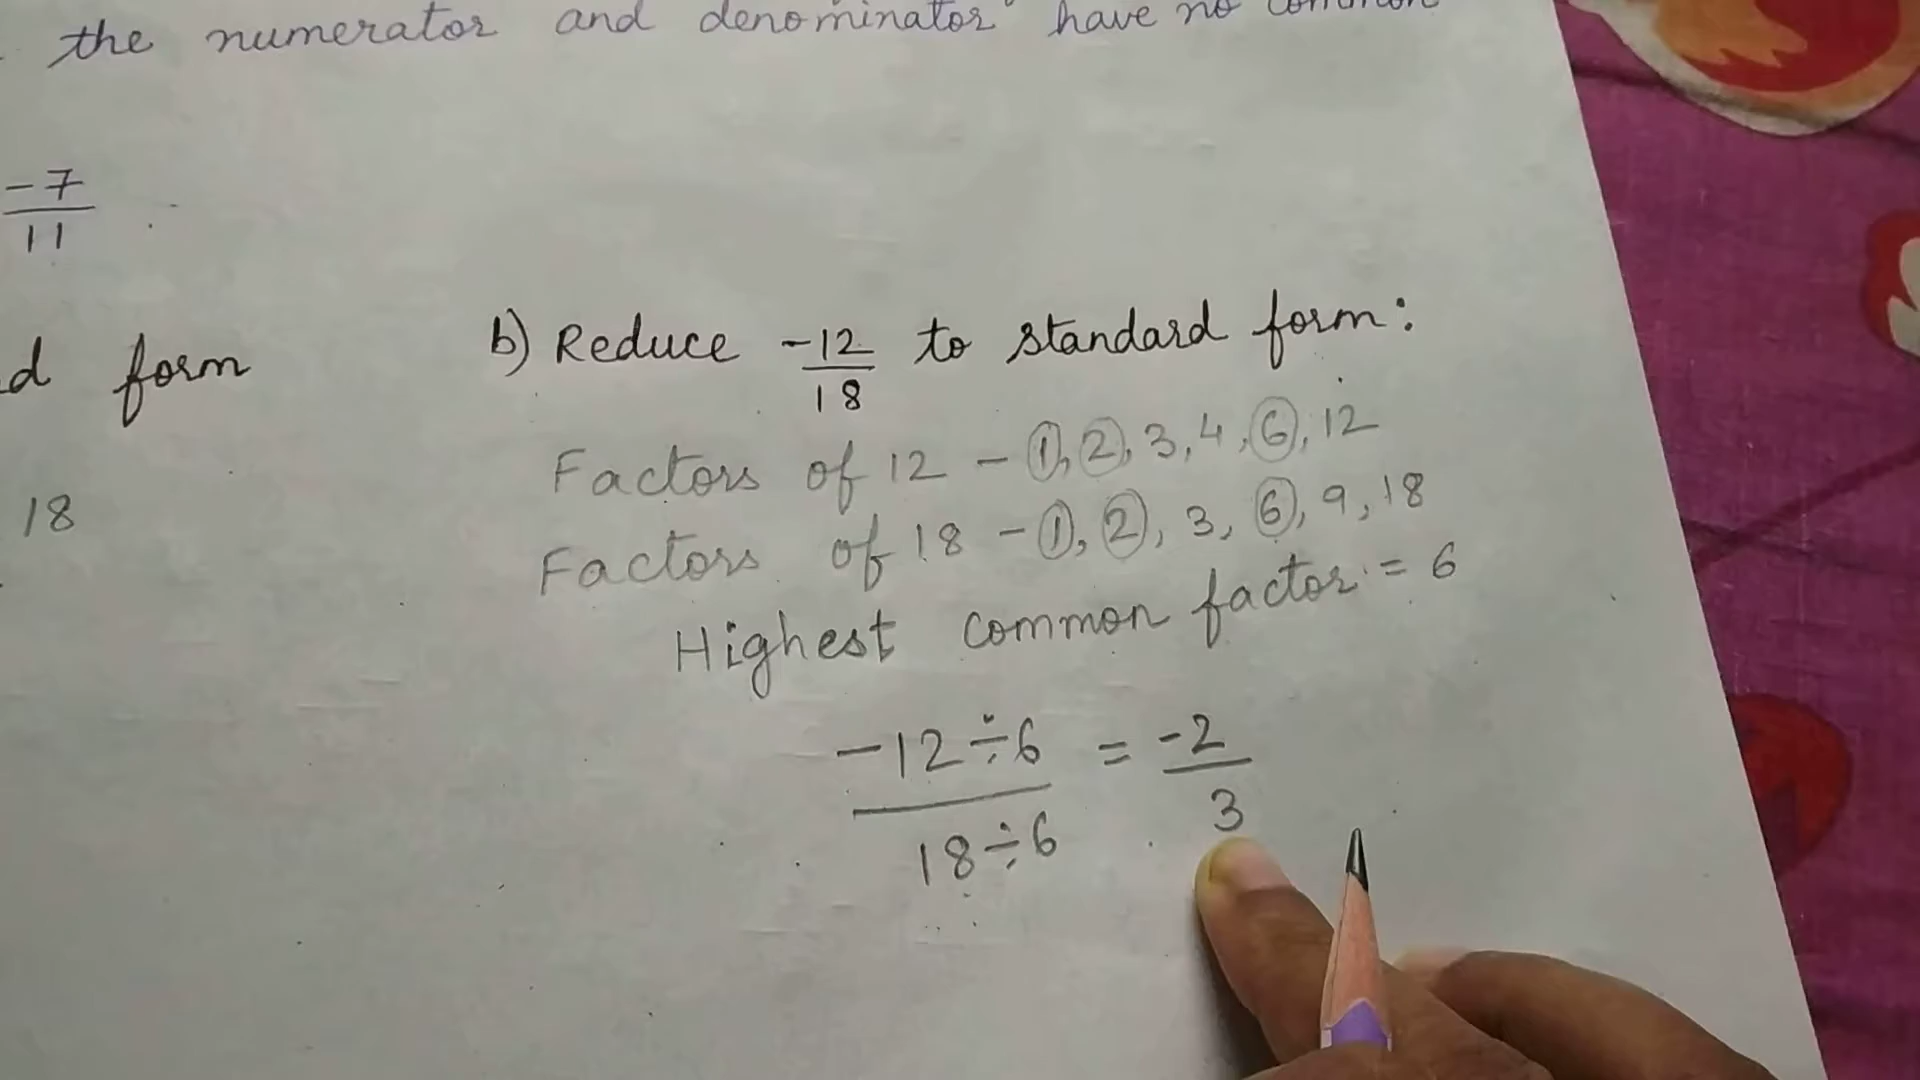 the numerator and denominator have no common
-7
11
d form
18
b) Reduce -12/18 to standard form:
Factors of 12 - 1, 2, 3, 4, 6, 12
Factors of 18 - 1, 2, 3, 6, 9, 18
Highest common factor = 6
-12÷6 = -2
18÷6 3